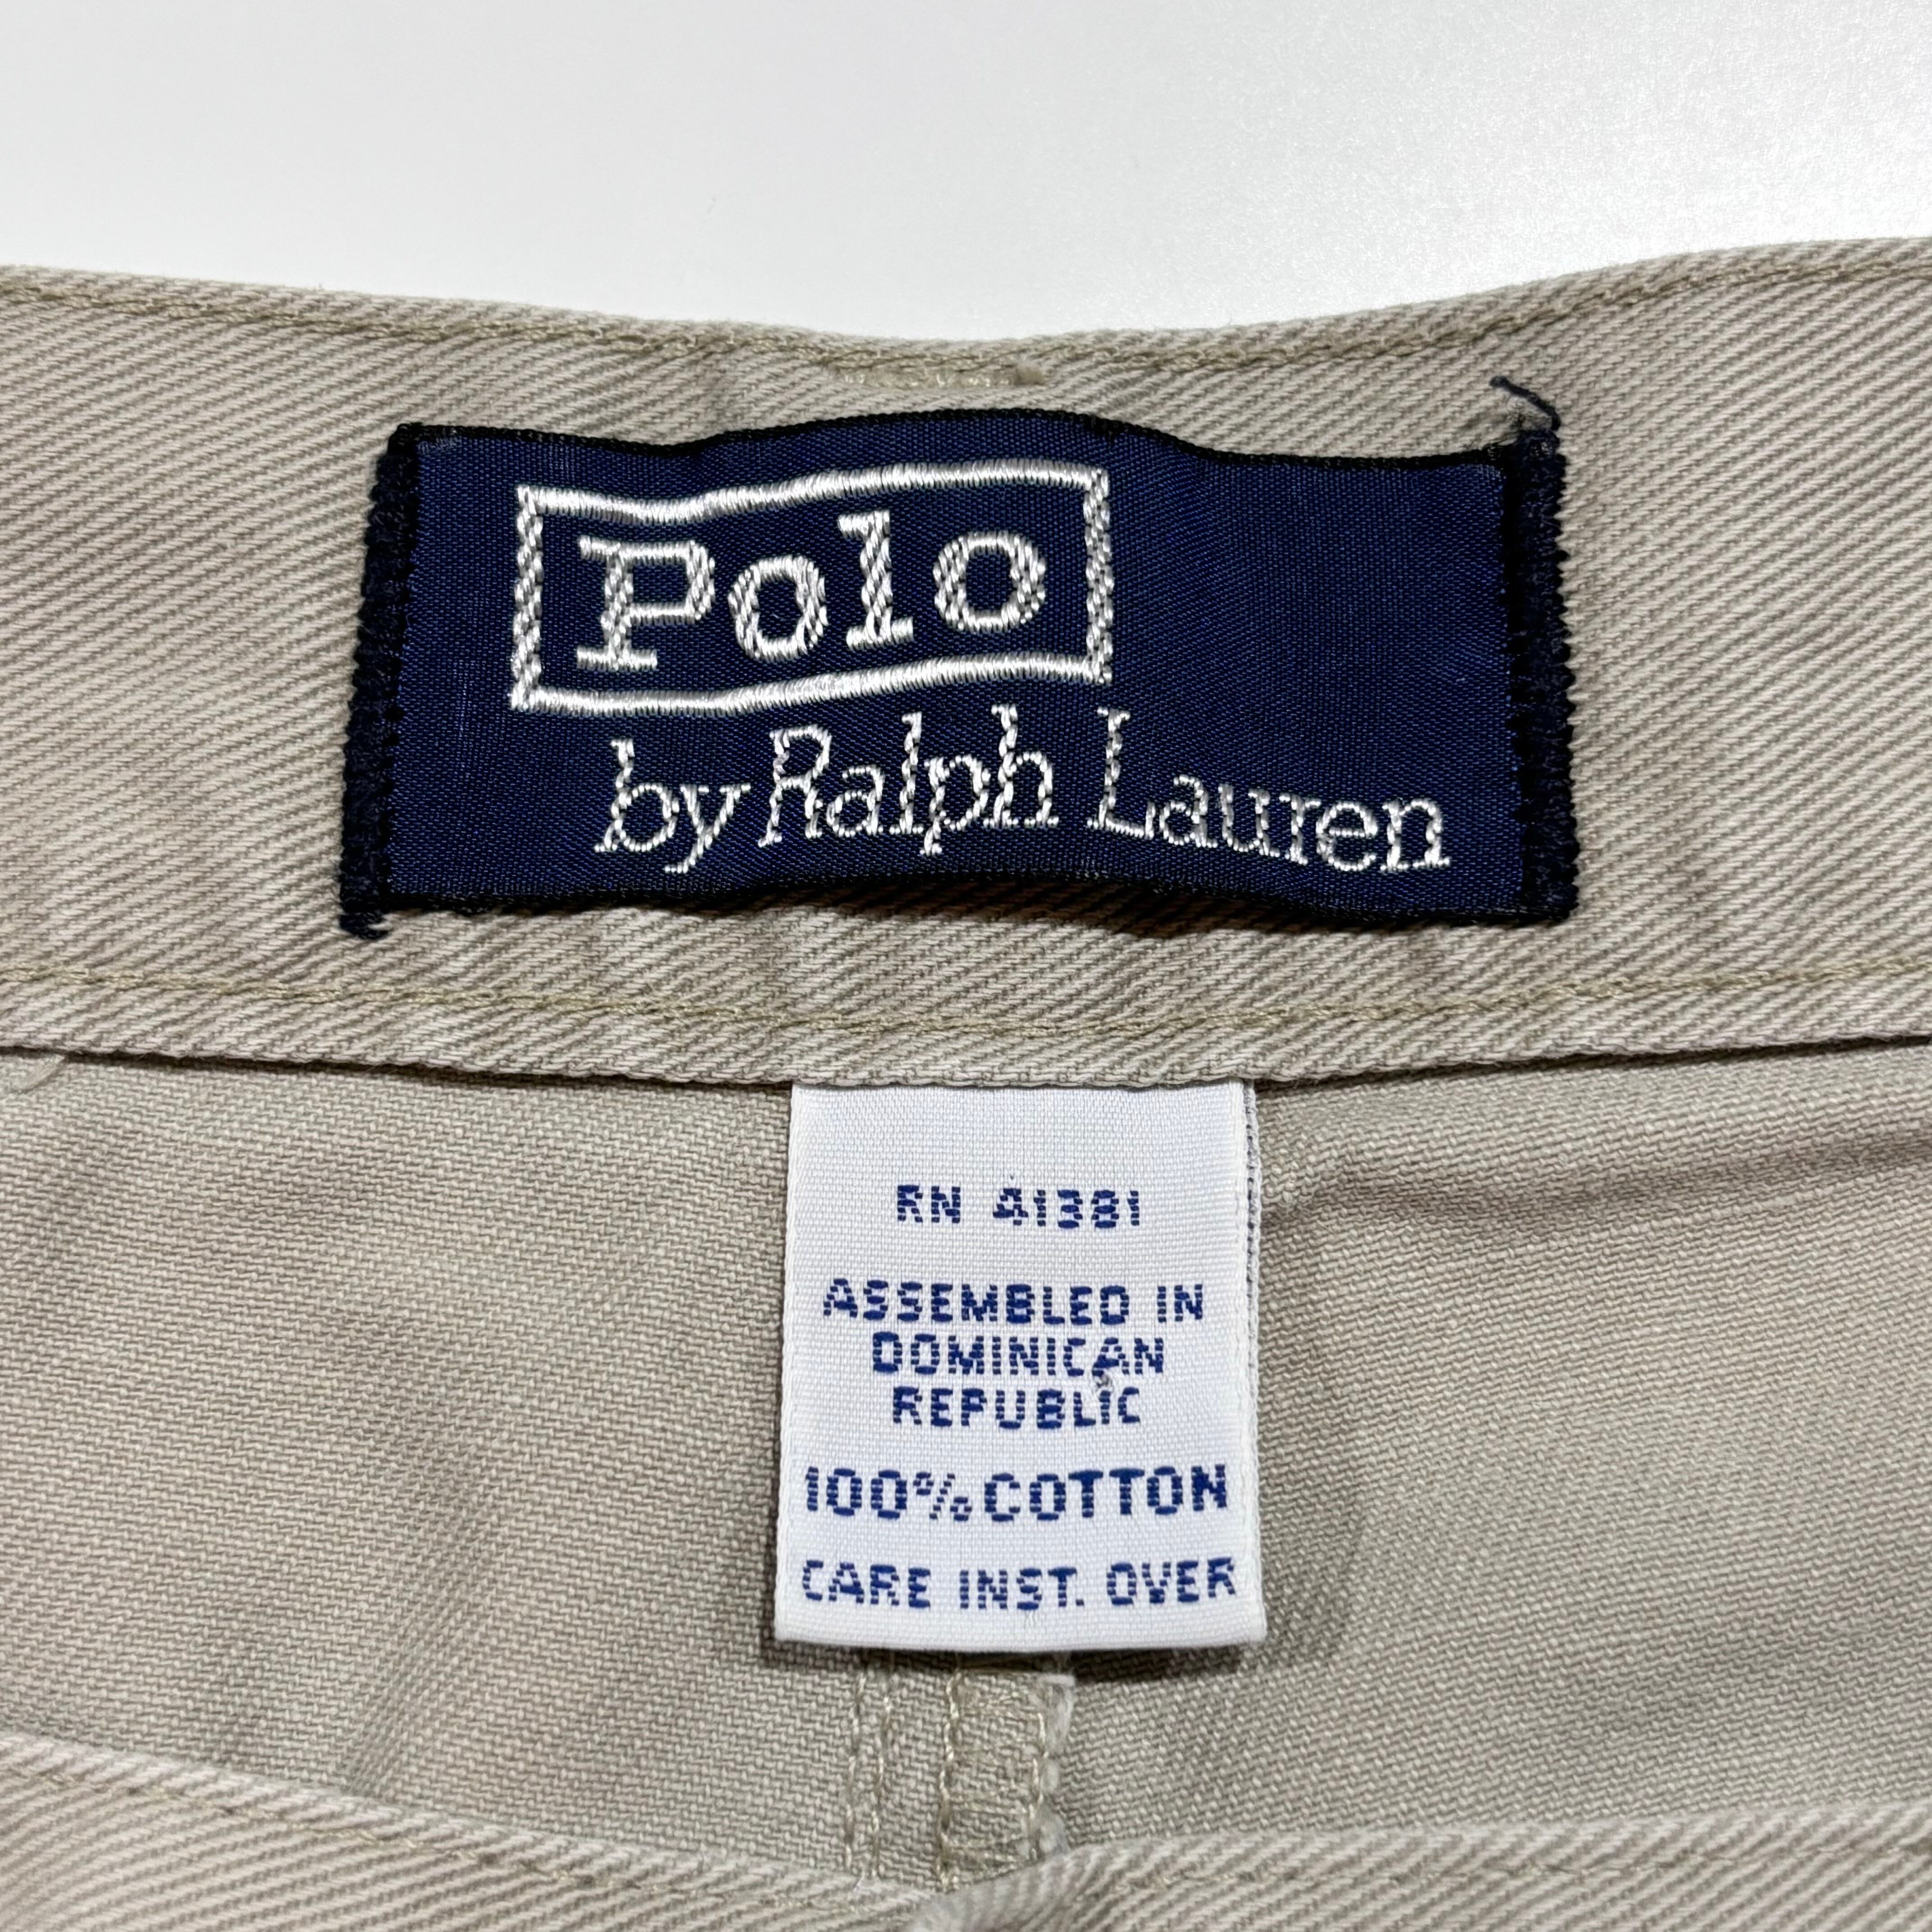 Polo
by Ralph Lauren
RN 41381
ASSEMBLED IN
DOMINICAN
REPUBLIC
100% COTTON
CARE INST. OVER